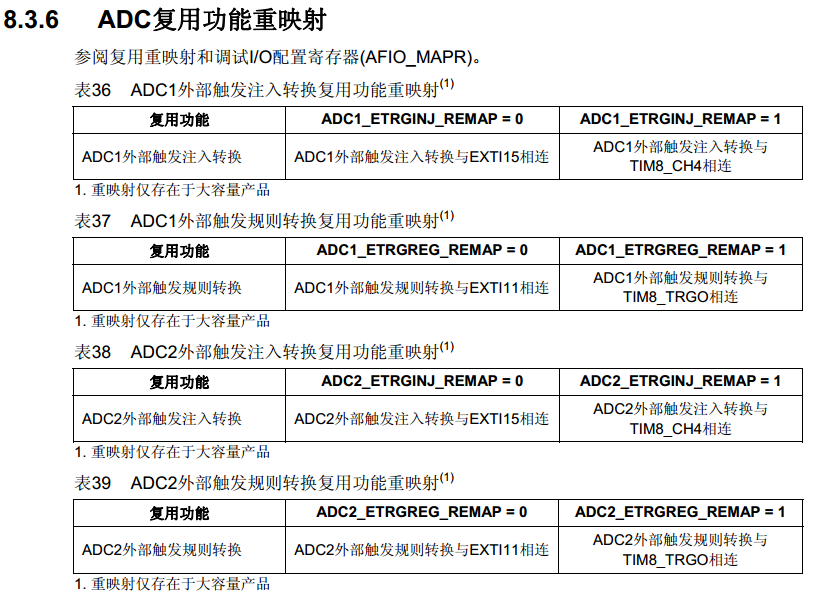 8.3.6 ADC复用功能重映射
参阅复用重映射和调试I/O配置寄存器(AFIO_MAPR)。
表36 ADC1外部触发注入转换复用功能重映射(1)
复用功能 ADC1_ETRGINJ_REMAP = 0 ADC1_ETRGINJ_REMAP = 1
ADC1外部触发注入转换 ADC1外部触发注入转换与EXTI15相连 ADC1外部触发注入转换与
TIM8_CH4相连
1. 重映射仅存在于大容量产品
表37 ADC1外部触发规则转换复用功能重映射(1)
复用功能 ADC1_ETRGREG_REMAP = 0 ADC1_ETRGREG_REMAP = 1
ADC1外部触发规则转换 ADC1外部触发规则转换与EXTI11相连 ADC1外部触发规则转换与
TIM8_TRGO相连
1. 重映射仅存在于大容量产品
表38 ADC2外部触发注入转换复用功能重映射(1)
复用功能 ADC2_ETRGINJ_REMAP = 0 ADC2_ETRGINJ_REMAP = 1
ADC2外部触发注入转换 ADC2外部触发注入转换与EXTI15相连 ADC2外部触发注入转换与
TIM8_CH4相连
1. 重映射仅存在于大容量产品
表39 ADC2外部触发规则转换复用功能重映射(1)
复用功能 ADC2_ETRGREG_REMAP = 0 ADC2_ETRGREG_REMAP = 1
ADC2外部触发规则转换 ADC2外部触发规则转换与EXTI11相连 ADC2外部触发规则转换与
TIM8_TRGO相连
1. 重映射仅存在于大容量产品